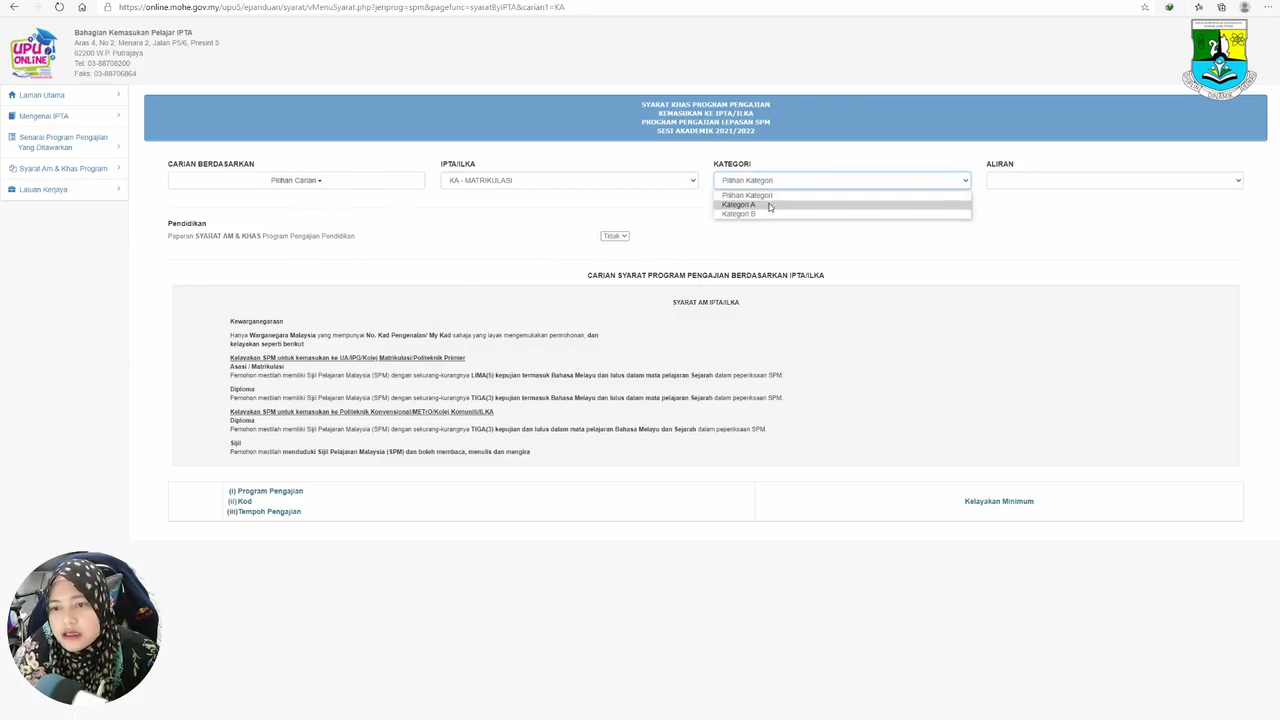 https://online.mohe.gov.my/upu5/epanduan/syarat/vMenuSyarat.php?jenprog=spm&pagefunc=syaratByIPTA&carian1=KA
UPU
ONLINE
Bahagian Kemasukan Pelajar IPTA
Aras 4, No 2, Menara 2, Jalan P5/6, Presint 5
62200 W.P. Putrajaya
Tel: 03-88708200
Faks: 03-88706864
Laman Utama
Mengenai IPTA
Senarai Program Pengajian
Yang Ditawarkan
Syarat Am & Khas Program
Laluan Kerjaya
SYARAT KHAS PROGRAM PENGAJIAN
KEMASUKAN KE IPTA/ILKA
PROGRAM PENGAJIAN LEPASAN SPM
SESI AKADEMIK 2021/2022
CARIAN BERDASARKAN
IPTA/ILKA
KATEGORI
ALIRAN
Pilihan Carian
KA - MATRIKULASI
Pilihan Kategori
Pilihan Kategori
Kategori A
Kategori B
Pendidikan
Paparan SYARAT AM & KHAS Program Pengajian Pendidikan
Tidak
CARIAN SYARAT PROGRAM PENGAJIAN BERDASARKAN IPTA/ILKA
SYARAT AM IPTA/ILKA
Kewarganegaraan
Hanya Warganegara Malaysia yang mempunyai No. Kad Pengenalan/ My Kad sahaja yang layak mengemukakan permohonan; dan
kelayakan seperti berikut
Kelayakan SPM untuk kemasukan ke UA/IPG/Kolej Matrikulasi/Politeknik Primier
Asasi / Matrikulasi
Pemohon mestilah memiliki Sijil Pelajaran Malaysia (SPM) dengan sekurang-kurangnya LIMA(5) kepujian termasuk Bahasa Melayu dan lulus dalam mata pelajaran Sejarah dalam peperiksaan SPM.
Diploma
Pemohon mestilah memiliki Sijil Pelajaran Malaysia (SPM) dengan sekurang-kurangnya TIGA(3) kepujian termasuk Bahasa Melayu dan lulus dalam mata pelajaran Sejarah dalam peperiksaan SPM.
Kelayakan SPM untuk kemasukan ke Politeknik Konvensional/METrO/Kolej Komuniti/ILKA
Diploma
Pemohon mestilah memiliki Sijil Pelajaran Malaysia (SPM) dengan sekurang-kurangnya TIGA(3) kepujian dan lulus dalam mata pelajaran Bahasa Melayu dan Sejarah dalam peperiksaan SPM.
Sijil
Pemohon mestilah menduduki Sijil Pelajaran Malaysia (SPM) dan boleh membaca, menulis dan mengira
(i) Program Pengajian
(ii)Kod
(iii)Tempoh Pengajian
Kelayakan Minimum